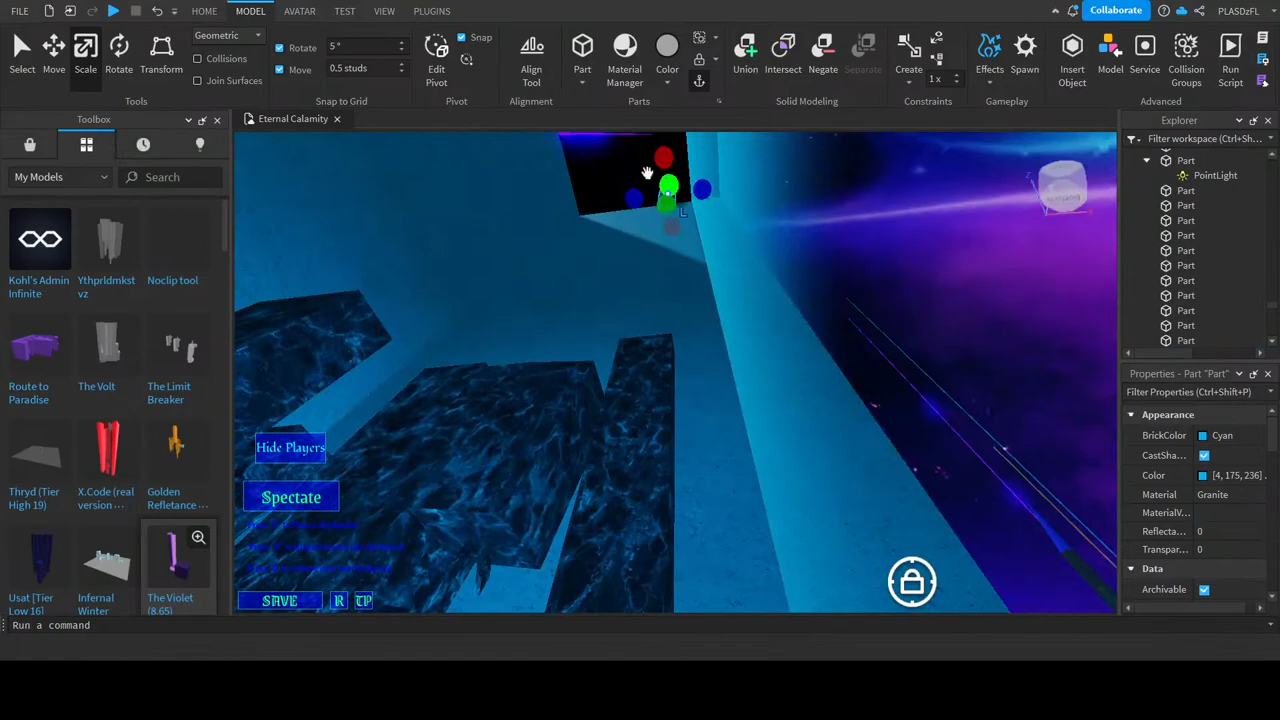 FILE HOME MODEL AVATAR TEST VIEW PLUGINS Collaborate PLASDzFL
Select Move Scale Rotate Transform
Geometric
Collisions
Join Surfaces
Rotate 5 °
Move 0.5 studs
Edit Pivot
Snap
Align Tool
Part Material Manager Color
Union Intersect Negate Separate
Create
1 x
Effects Spawn
Insert Object Model Service Collision Groups Run Script
Tools Snap to Grid Pivot Alignment Parts Solid Modeling Constraints Gameplay Advanced
Toolbox
Eternal Calamity
My Models
Search
Kohl's Admin Infinite
Ythprldmkst vz
Noclip tool
Route to Paradise
The Volt
The Limit Breaker
Thryd (Tier High 19)
X.Code (real version ···
Golden Refletance ···
Usat [Tier Low 16]
Infernal Winter
The Violet (8.65)
L
Hide Players
Spectate
SAVE R TP
Explorer
Filter workspace (Ctrl+Sh...
Part
PointLight
Part
Part
Part
Part
Part
Part
Part
Part
Part
Part
Part
Properties - Part "Part"
Filter Properties (Ctrl+Shift+P)
Appearance
BrickColor Cyan
CastSha...
Color [4, 175, 236]
Material Granite
MaterialV...
Reflecta... 0
Transpar... 0
Data
Archivable
Run a command